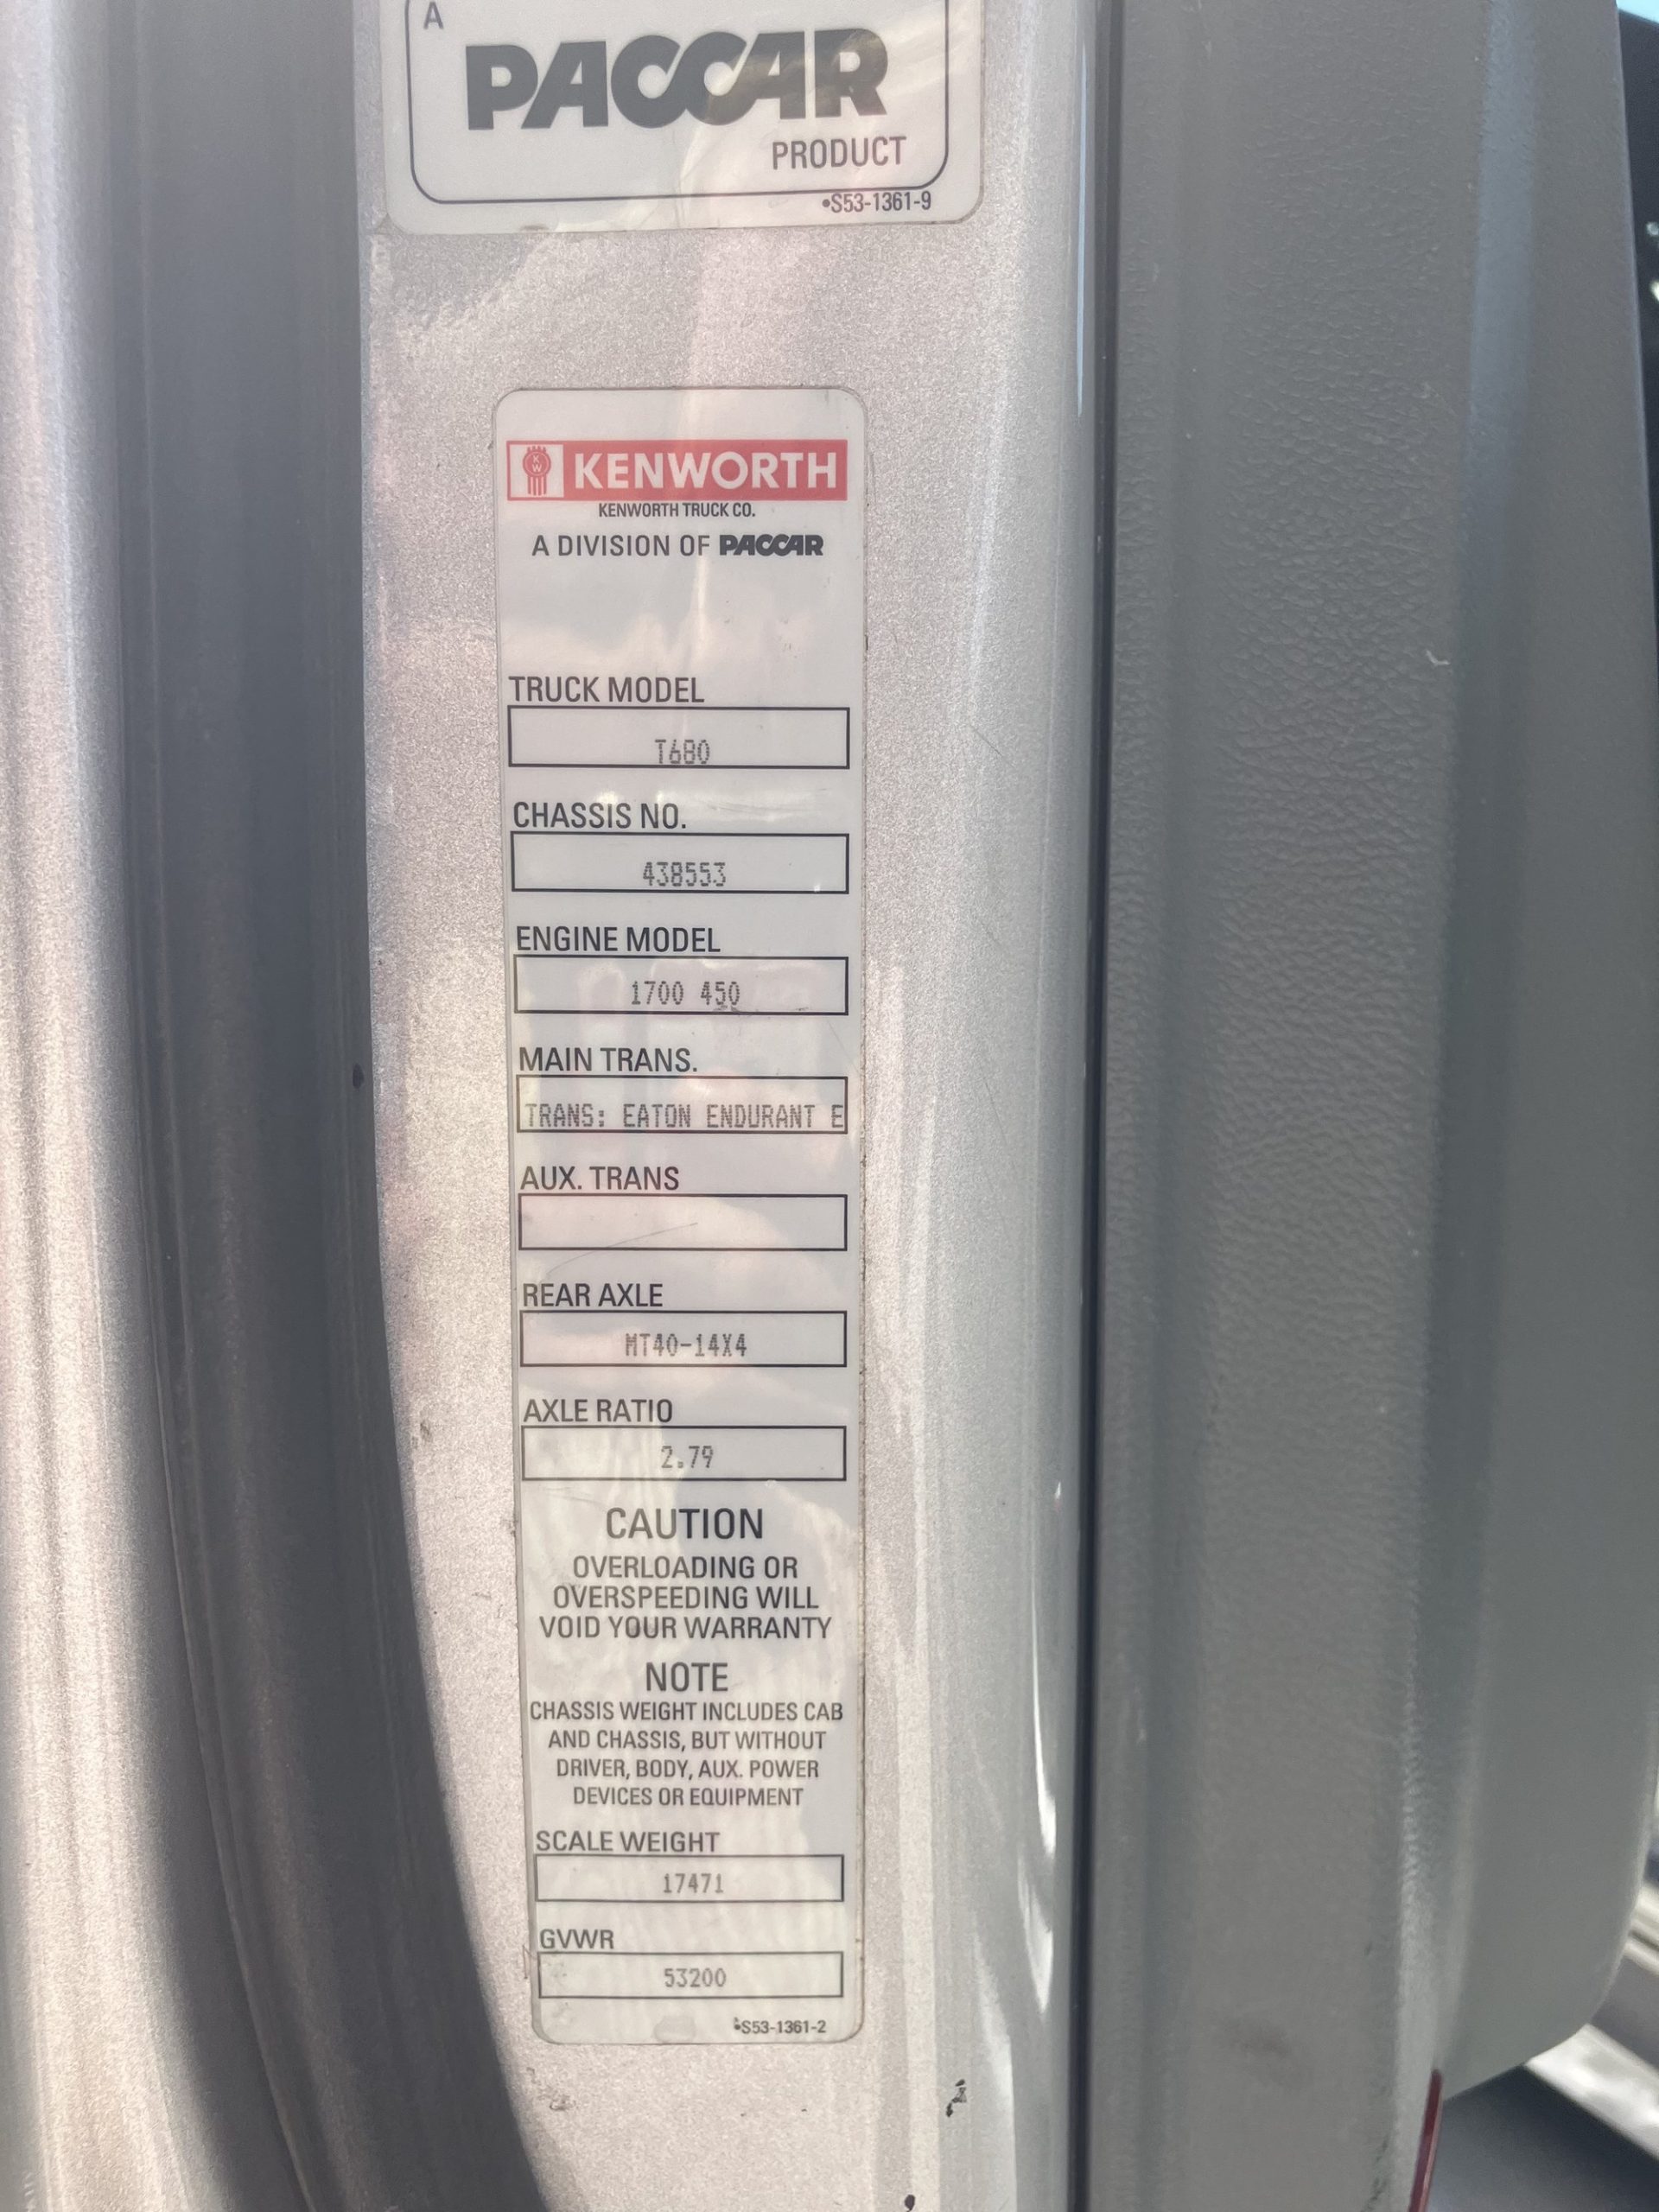 A
PACCAR
PRODUCT
•S53-1361-9
KW KENWORTH
KENWORTH TRUCK CO.
A DIVISION OF PACCAR
TRUCK MODEL
T680
CHASSIS NO.
438553
ENGINE MODEL
1700 450
MAIN TRANS.
TRANS: EATON ENDURANT E
AUX. TRANS
REAR AXLE
MT40-14X4
AXLE RATIO
2.79
CAUTION
OVERLOADING OR
OVERSPEEDING WILL
VOID YOUR WARRANTY
NOTE
CHASSIS WEIGHT INCLUDES CAB
AND CHASSIS, BUT WITHOUT
DRIVER, BODY, AUX. POWER
DEVICES OR EQUIPMENT
SCALE WEIGHT
17471
GVWR
53200
•S53-1361-2